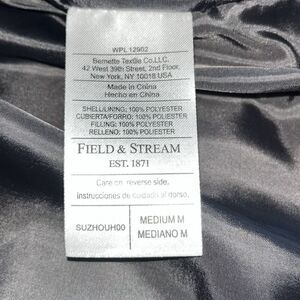 WPL 12902
Bernette Textile Co.LLC.
42 West 39th Street, 2nd Floor,
New York, NY 10018 USA
Made in China
Hecho en China
SHELL/LINING: 100% POLYESTER
CUBIERTA/FORRO: 100% POLIESTER
FILLING: 100% POLYESTER
RELLENO: 100% POLIESTER
FIELD & STREAM
EST. 1871
Care on reverse side.
Instrucciones de cuidado al dorso.
SUZHOUH00
MEDIUM M
MEDIANO M